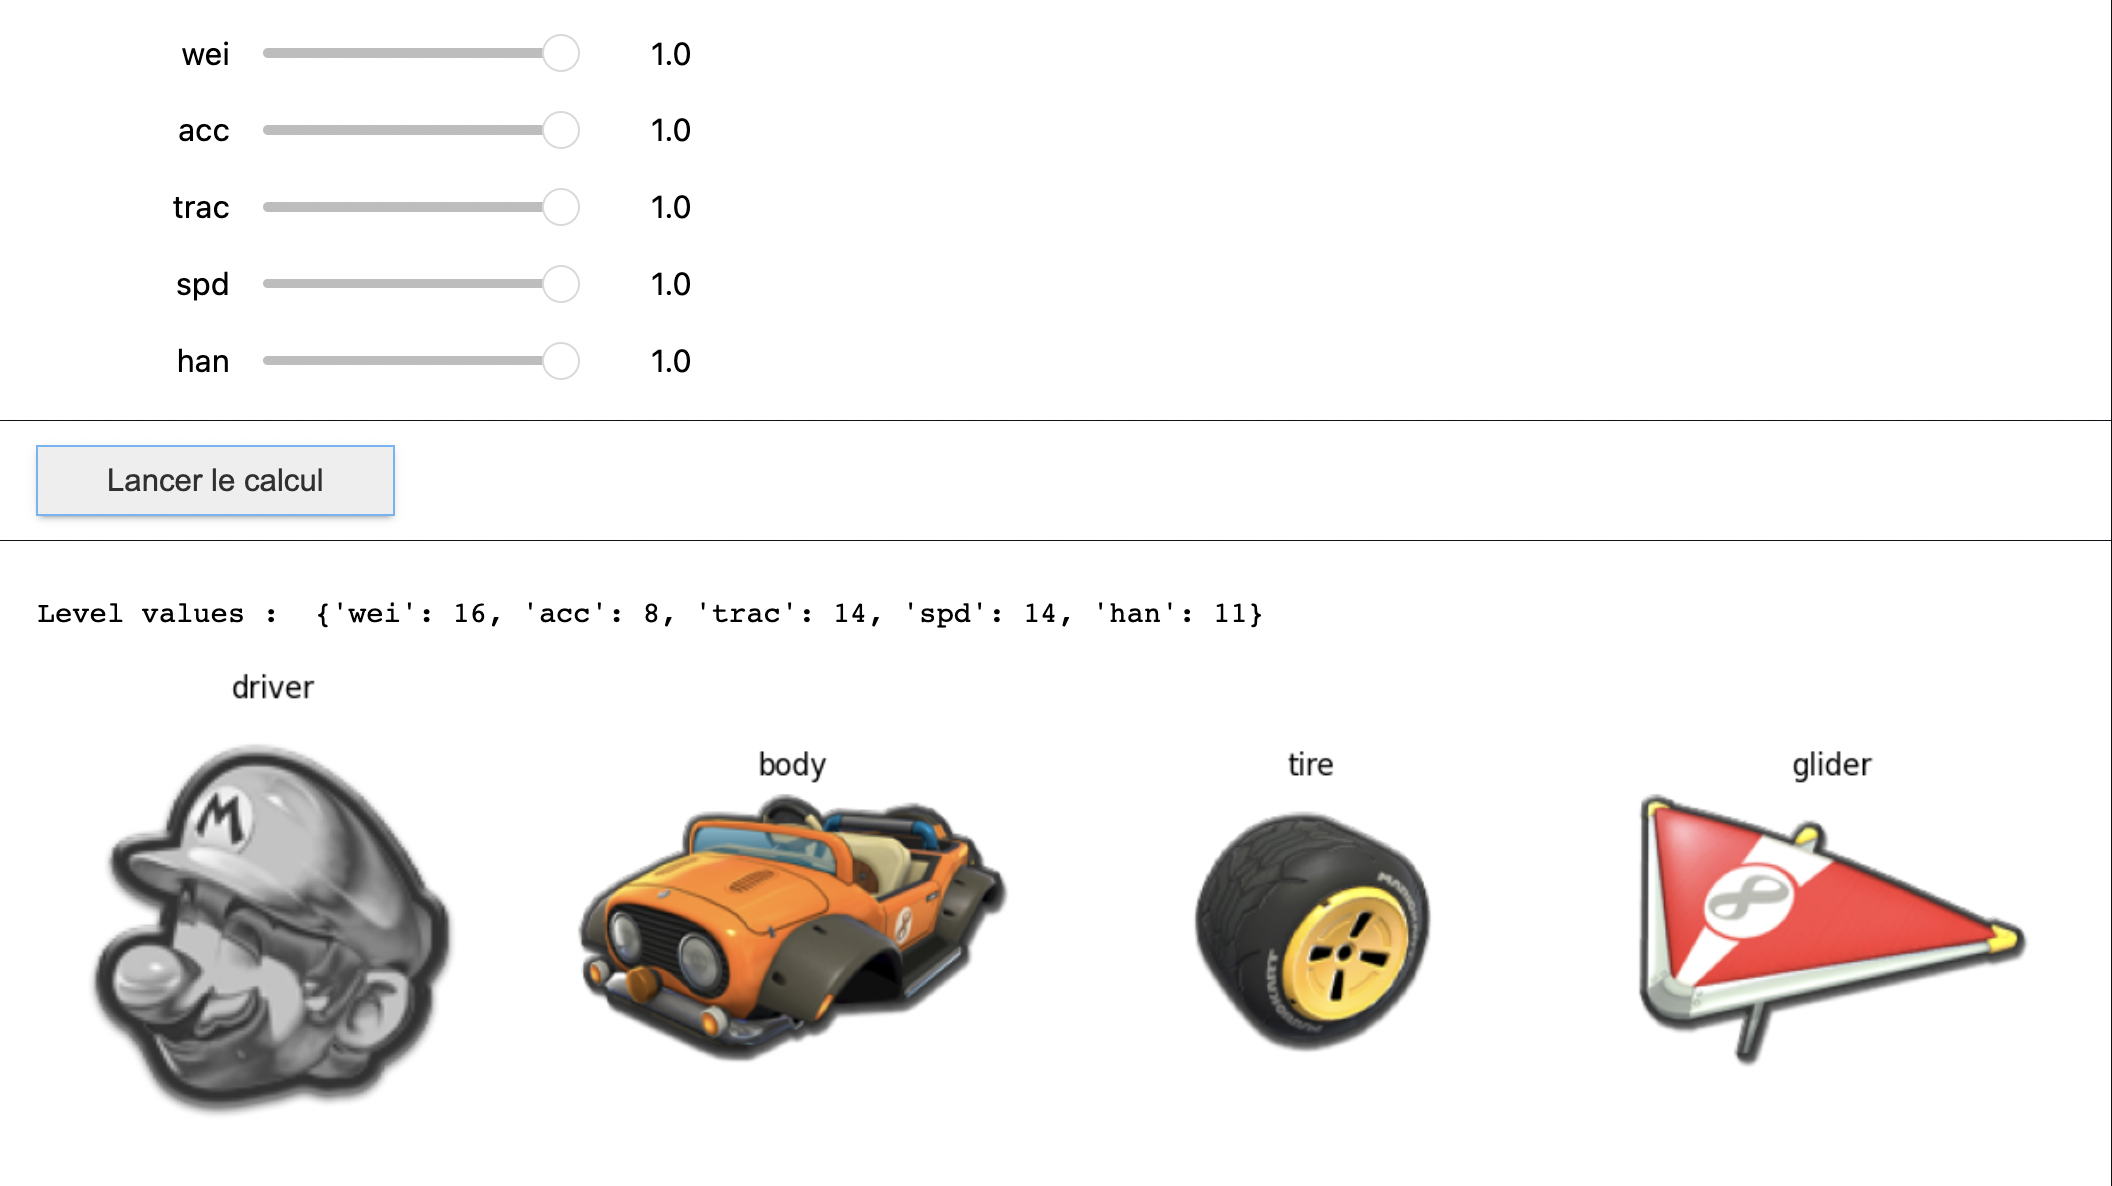 wei 1.0
acc 1.0
trac 1.0
spd 1.0
han 1.0
Lancer le calcul
Level values :  {'wei': 16, 'acc': 8, 'trac': 14, 'spd': 14, 'han': 11}
driver
body
tire
glider
M
8